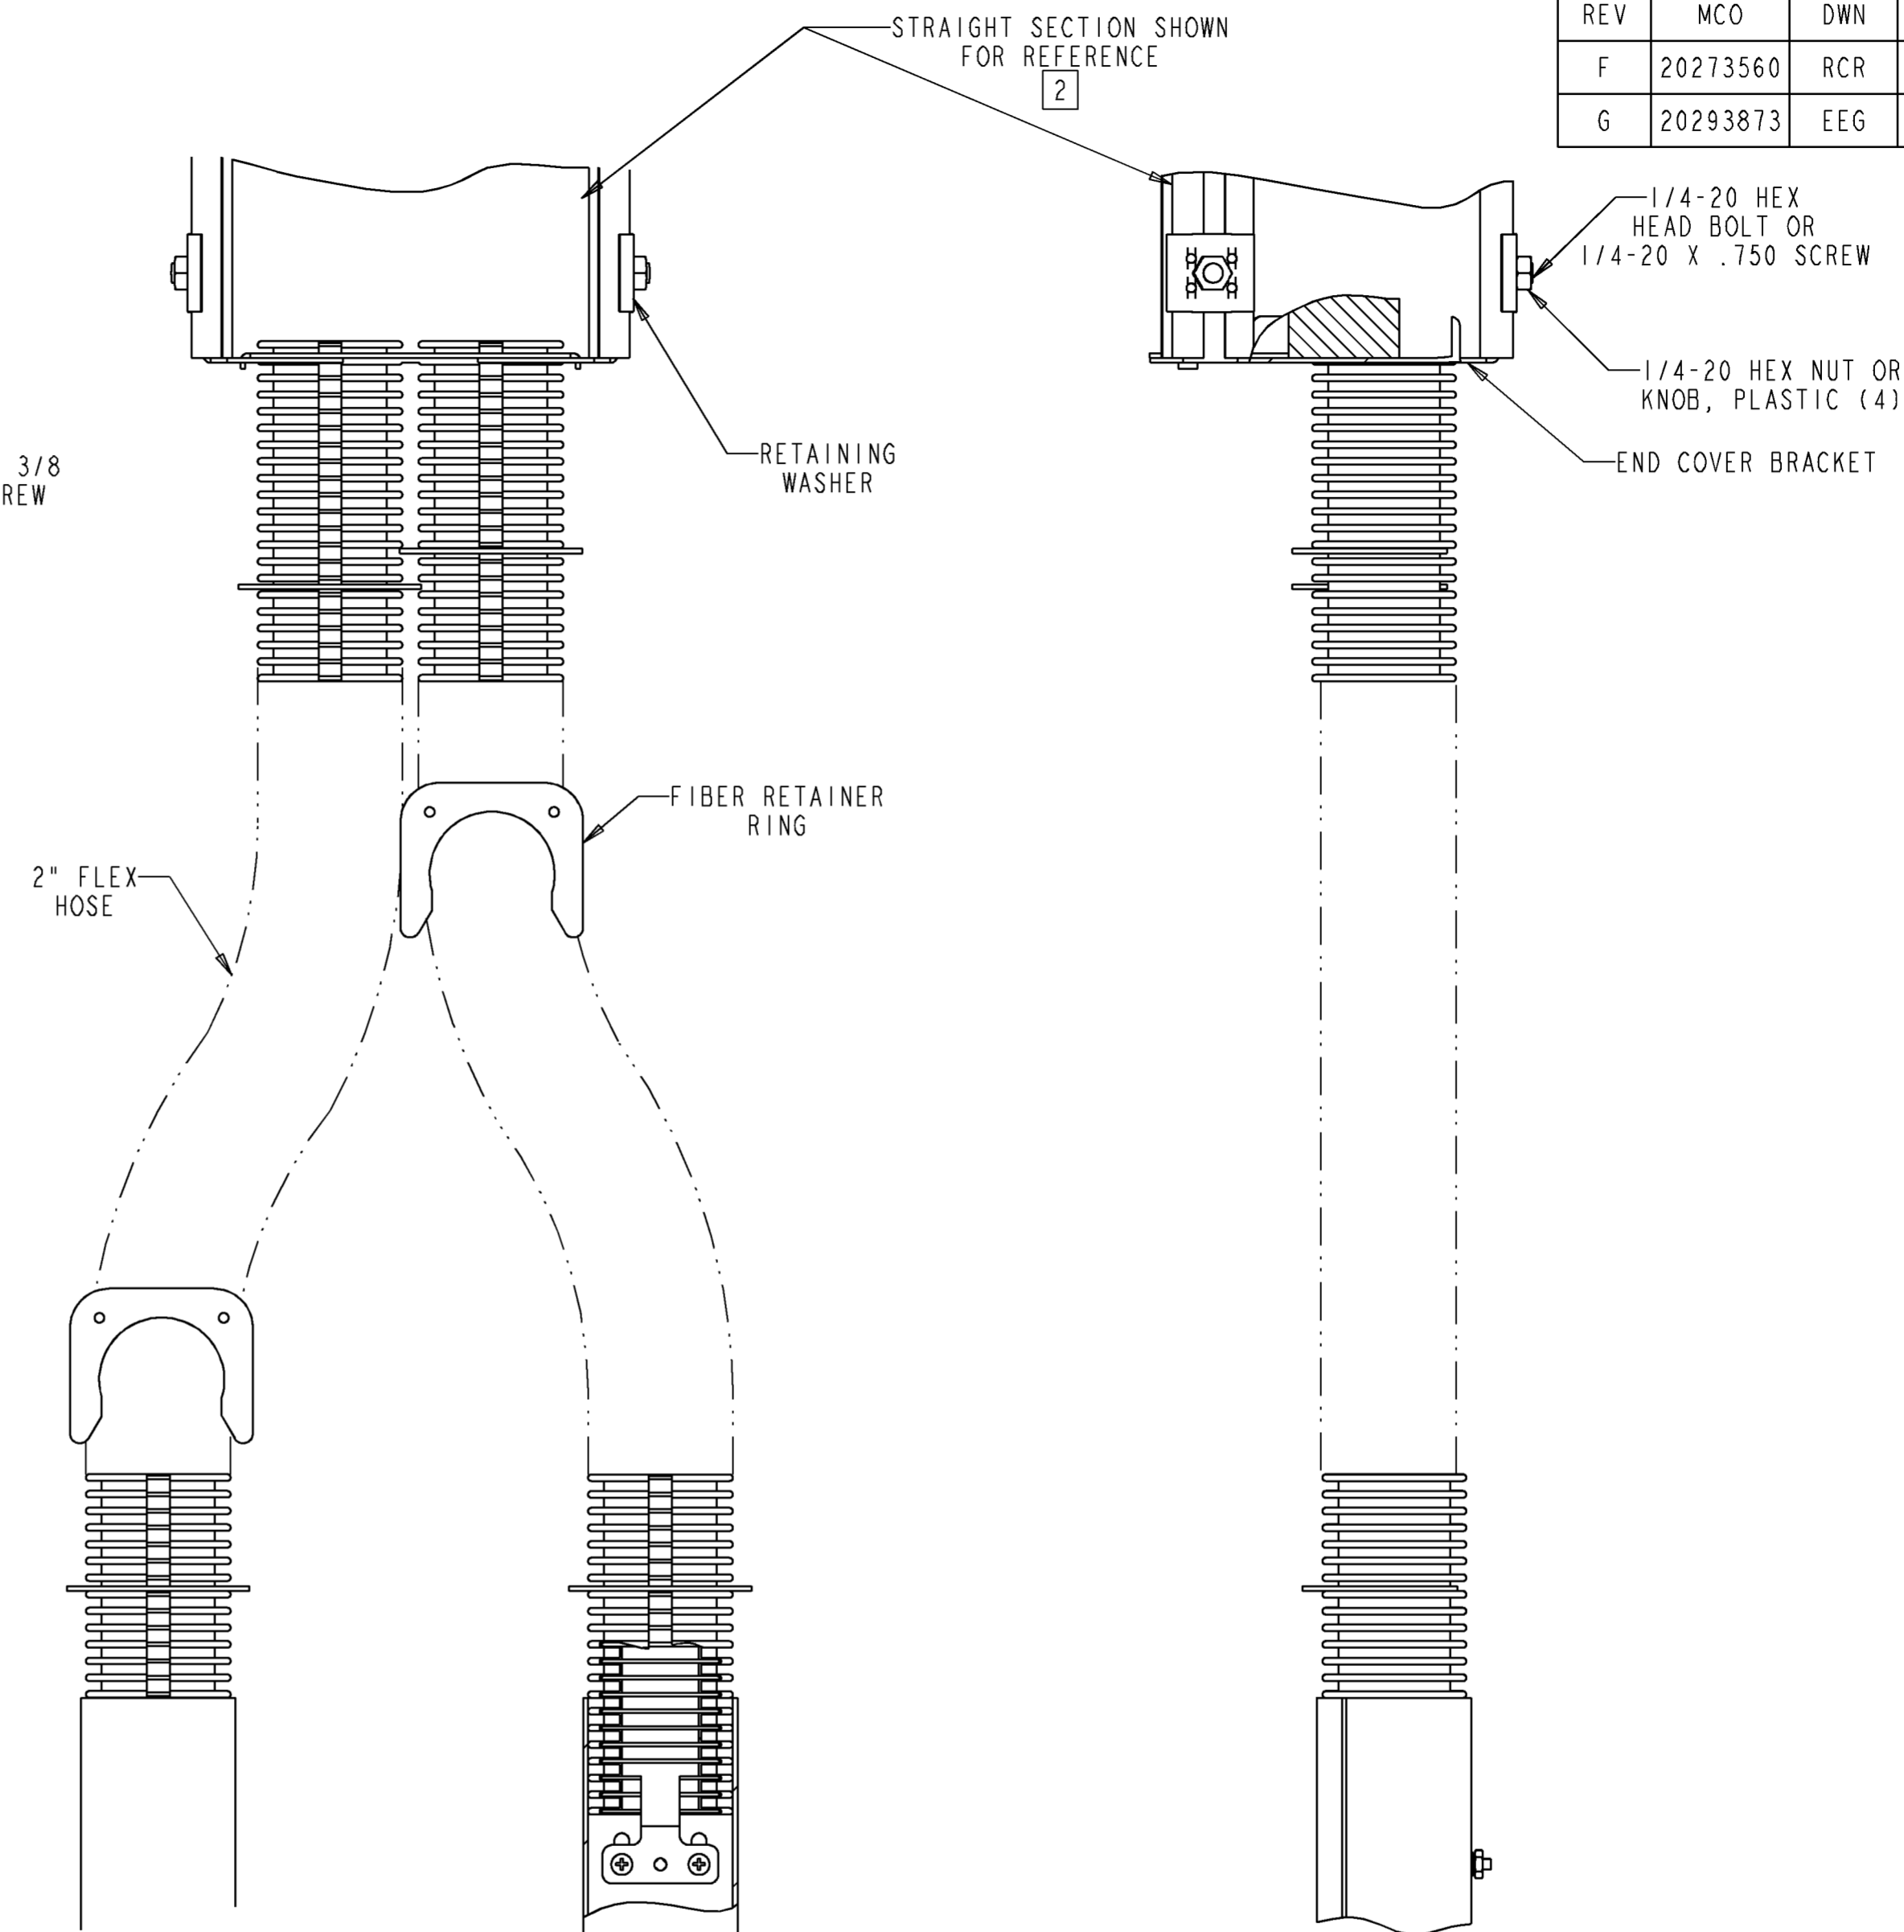 STRAIGHT SECTION SHOWN
FOR REFERENCE
2
REV MCO DWN
F 20273560 RCR
G 20293873 EEG
1/4-20 HEX
HEAD BOLT OR
1/4-20 X .750 SCREW
1/4-20 HEX NUT OR
KNOB, PLASTIC (4)
END COVER BRACKET
3/8
REW
RETAINING
WASHER
FIBER RETAINER
RING
2" FLEX
HOSE